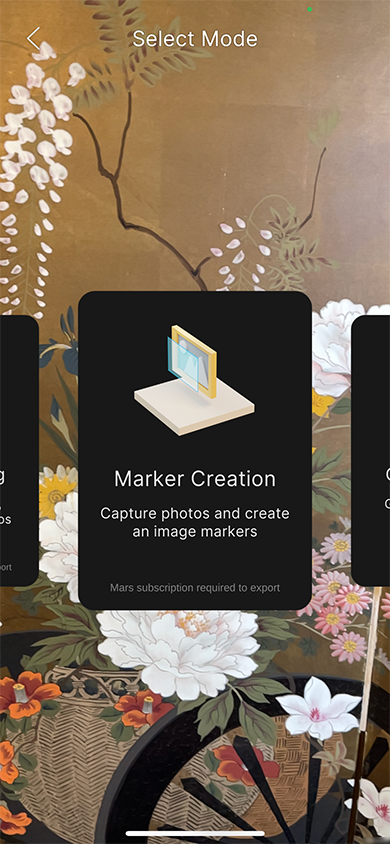 Select Mode
Marker Creation
Capture photos and create
an image markers
Mars subscription required to export